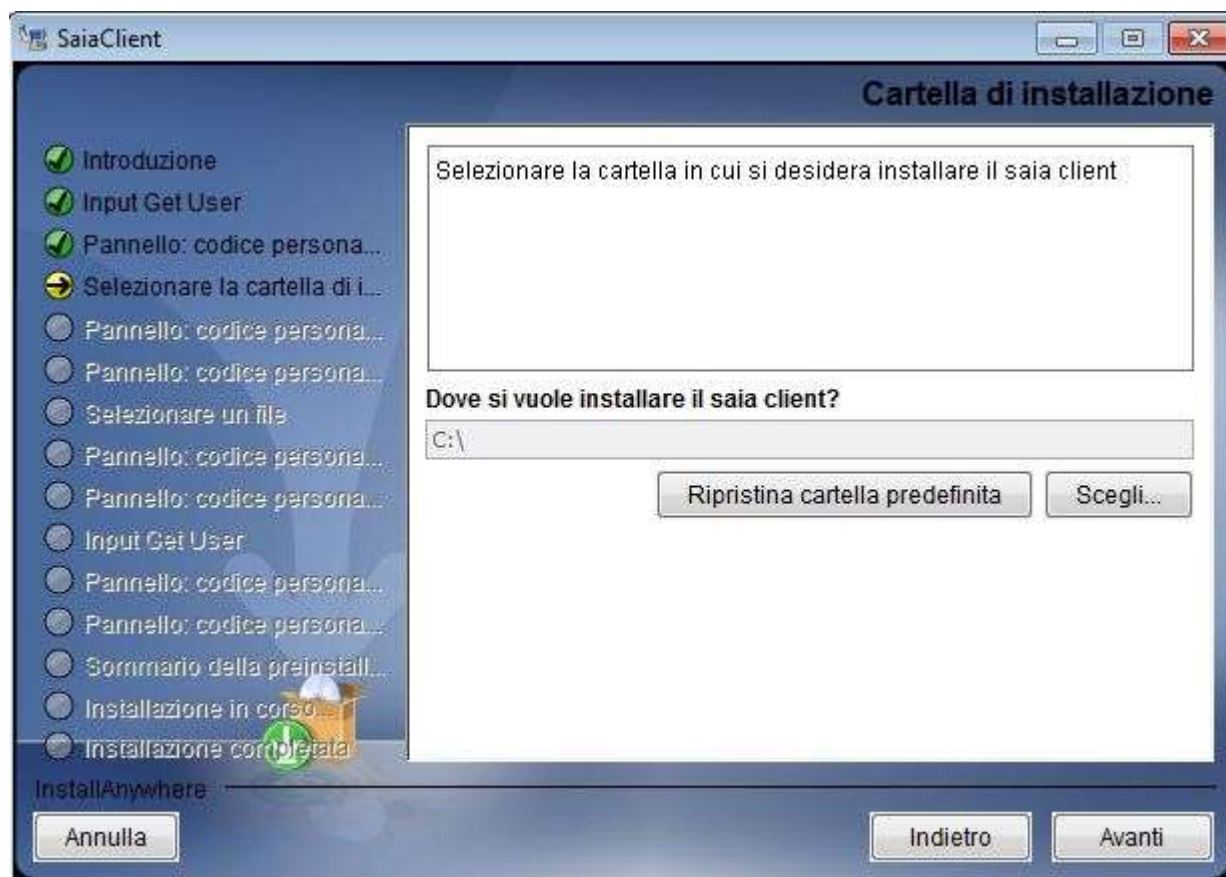 SaiaClient
Cartella di installazione
Introduzione
Input Get User
Pannello: codice persona...
Selezionare la cartella di i...
Pannello: codice persona...
Pannello: codice persona...
Selezionare un file
Pannello: codice persona...
Pannello: codice persona...
Input Get User
Pannello: codice persona...
Pannello: codice persona...
Sommario della preinstall...
Installazione in corso...
Installazione completata
Selezionare la cartella in cui si desidera installare il saia client
Dove si vuole installare il saia client?
C:\
Ripristina cartella predefinita
Scegli...
InstallAnywhere
Annulla
Indietro
Avanti